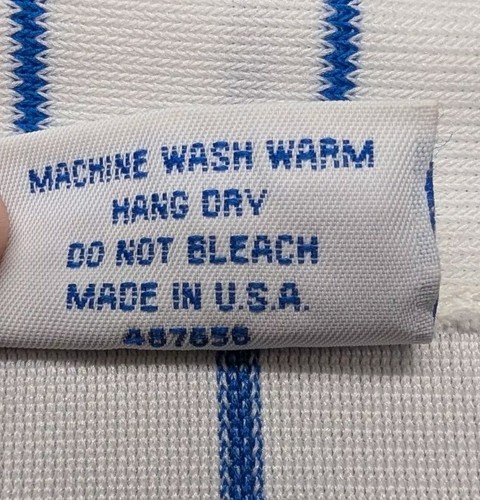 MACHINE WASH WARM
HANG DRY
DO NOT BLEACH
MADE IN U.S.A.